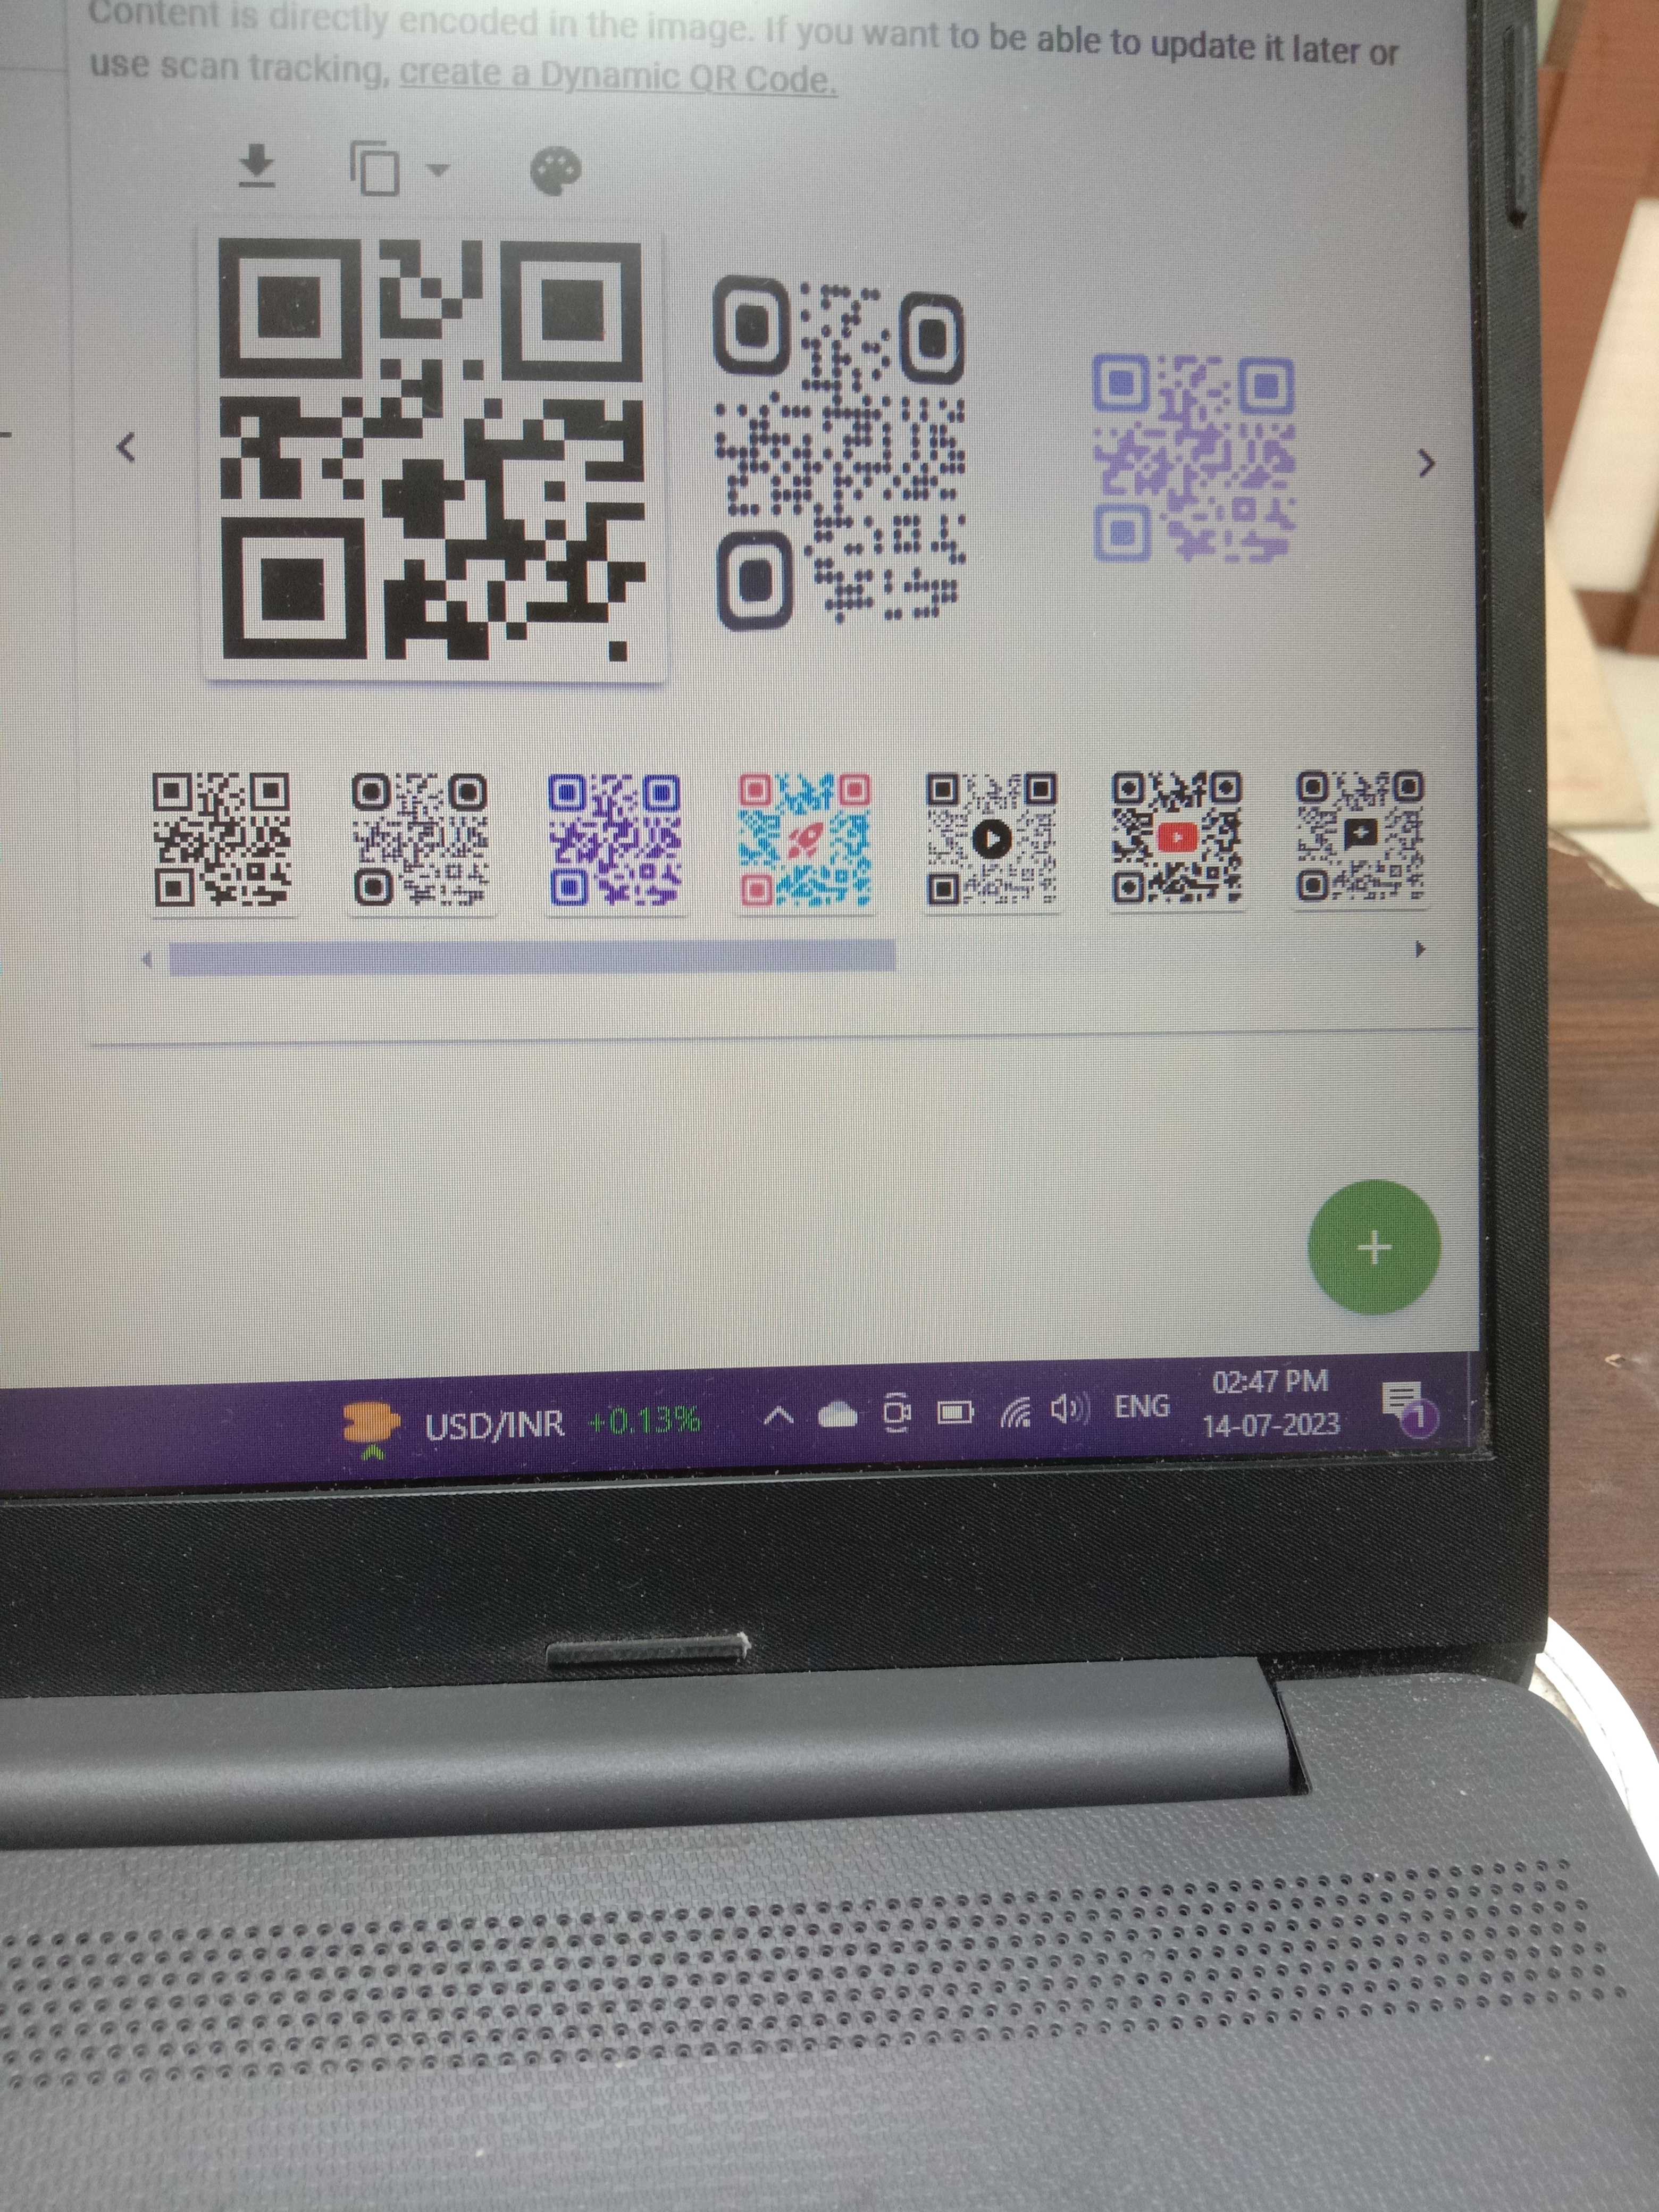 Content is directly encoded in the image. If you want to be able to update it later or
use scan tracking, create a Dynamic QR Code.
USD/INR +0.13%
ENG
02:47 PM
14-07-2023
1